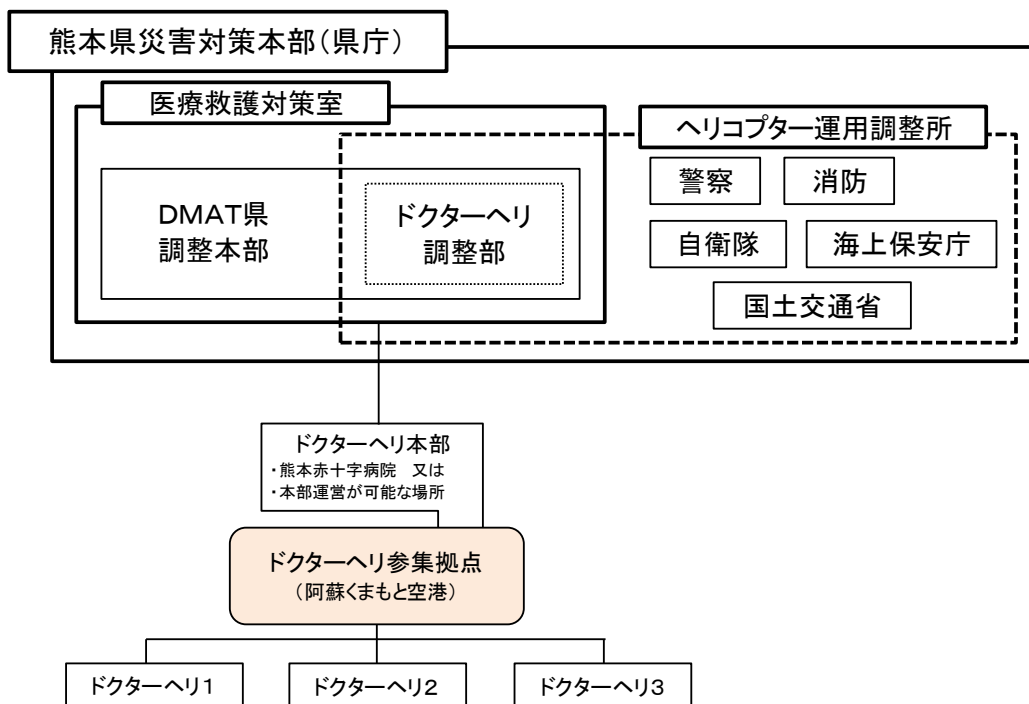 熊本県災害対策本部(県庁)
医療救護対策室
ヘリコプター運用調整所
警察
消防
DMAT県
調整本部
ドクターヘリ
調整部
自衛隊
海上保安庁
国土交通省
ドクターヘリ本部
・熊本赤十字病院 又は
・本部運営が可能な場所
ドクターヘリ参集拠点
(阿蘇くまもと空港)
ドクターヘリ1
ドクターヘリ2
ドクターヘリ3